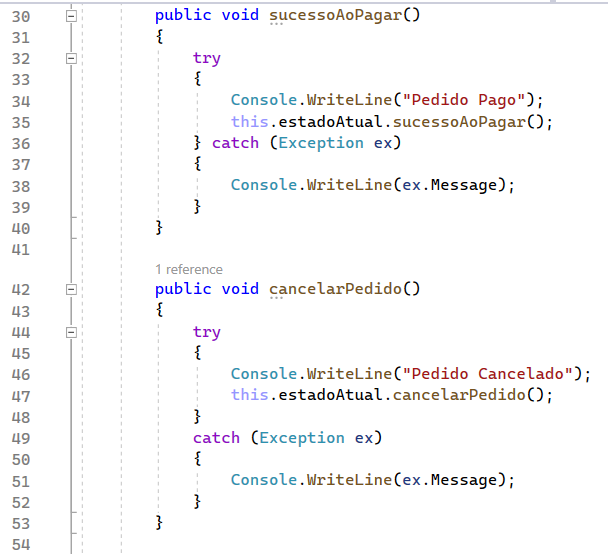 30 public void sucessoAoPagar()
31 {
32 try
33 {
34 Console.WriteLine("Pedido Pago");
35 this.estadoAtual.sucessoAoPagar();
36 } catch (Exception ex)
37 {
38 Console.WriteLine(ex.Message);
39 }
40 }
41
1 reference
42 public void cancelarPedido()
43 {
44 try
45 {
46 Console.WriteLine("Pedido Cancelado");
47 this.estadoAtual.cancelarPedido();
48 }
49 catch (Exception ex)
50 {
51 Console.WriteLine(ex.Message);
52 }
53 }
54